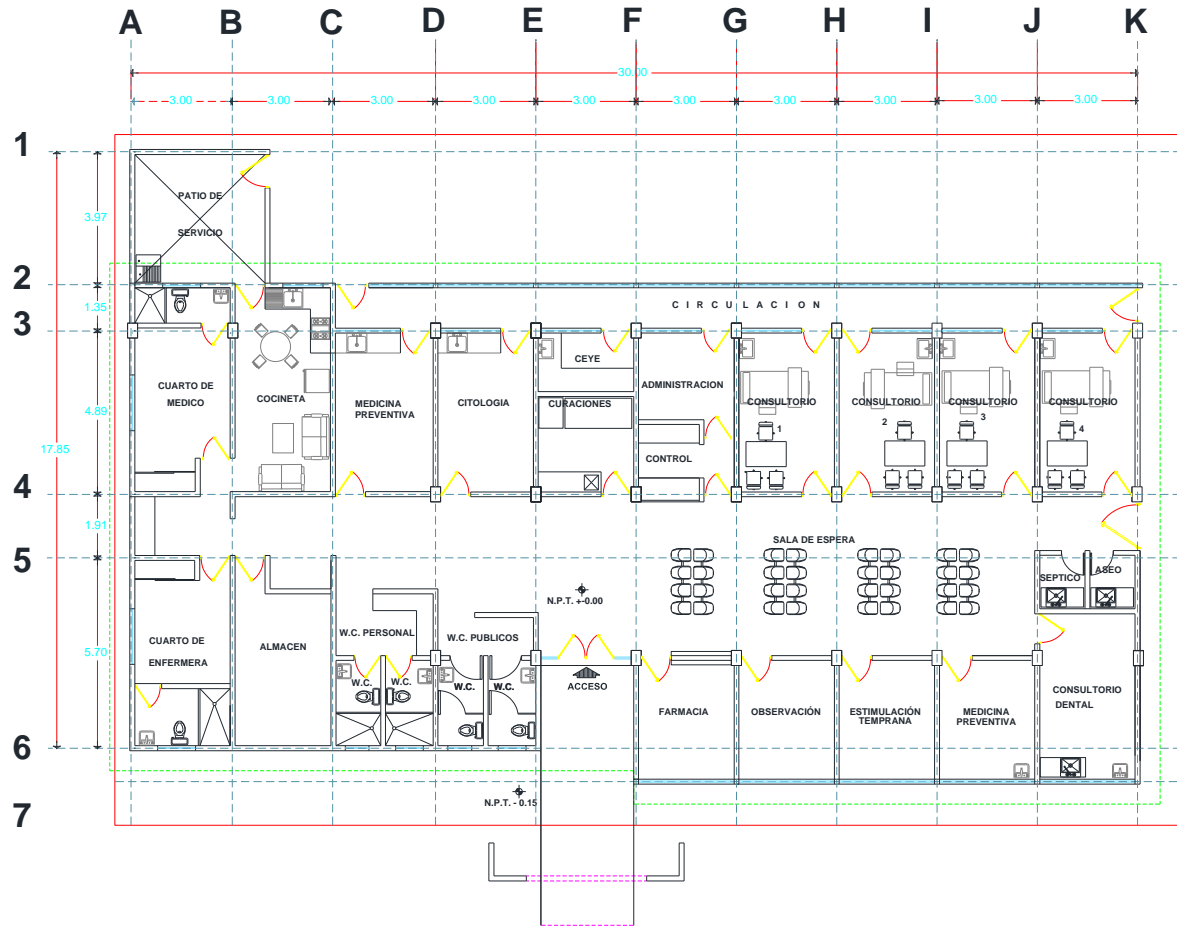 A B C D E F G H I J K
30.00
3.00 3.00 3.00 3.00 3.00 3.00 3.00 3.00 3.00 3.00
1
PATIO DE
SERVICIO
3.97
2
1.35
C I R C U L A C I O N
3
CEYE
CUARTO DE
MEDICO
COCINETA
MEDICINA
PREVENTIVA
CITOLOGIA
CURACIONES
ADMINISTRACION
CONSULTORIO
1
CONSULTORIO
2
CONSULTORIO
3
CONSULTORIO
4
4.89
17.85
CONTROL
4
1.91
SALA DE ESPERA
5
SEPTICO
ASEO
N.P.T. +-0.00
CUARTO DE
ENFERMERA
ALMACEN
W.C. PERSONAL
W.C. PUBLICOS
5.70
W.C.
W.C.
W.C.
W.C.
ACCESO
FARMACIA
OBSERVACIÓN
ESTIMULACIÓN
TEMPRANA
MEDICINA
PREVENTIVA
CONSULTORIO
DENTAL
6
N.P.T. - 0.15
7